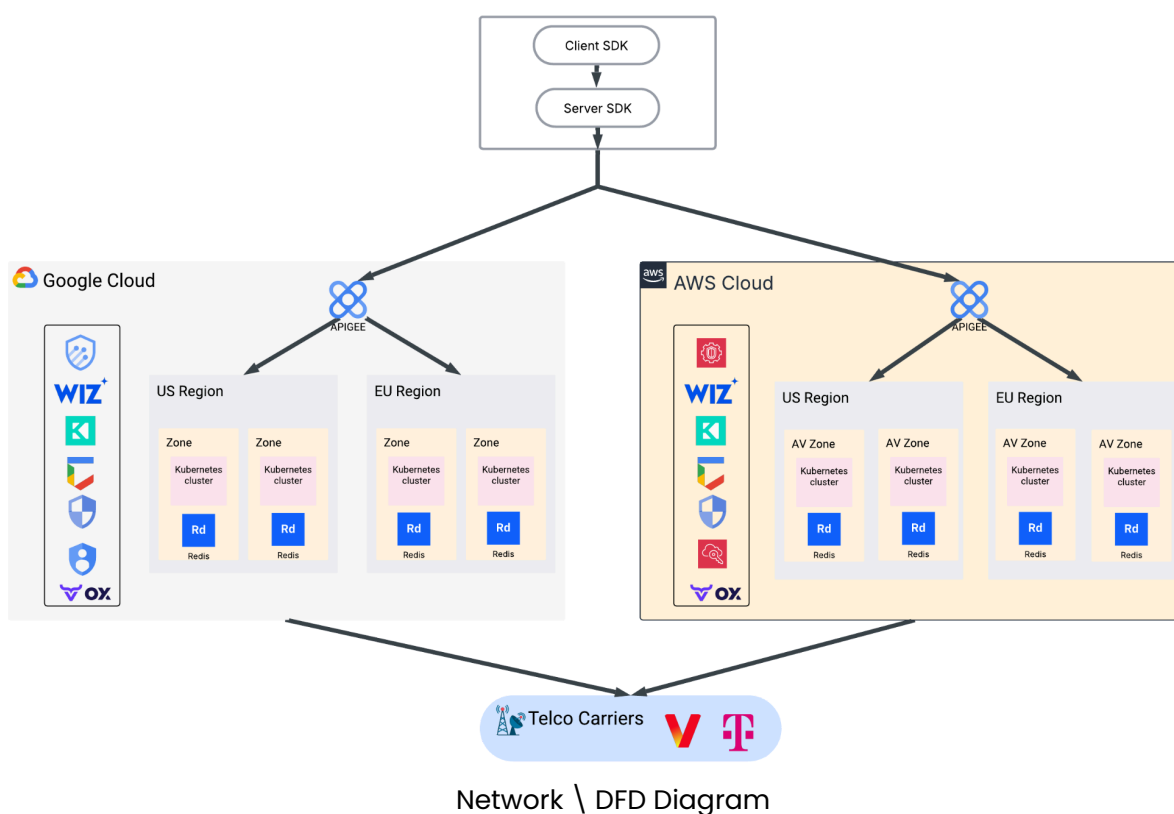 Client SDK
Server SDK
Google Cloud
APIGEE
WIZ
US Region
Zone
Kubernetes
cluster
Rd
Redis
Zone
Kubernetes
cluster
Rd
Redis
EU Region
Zone
Kubernetes
cluster
Rd
Redis
Zone
Kubernetes
cluster
Rd
Redis
OX
aws
AWS Cloud
APIGEE
WIZ
US Region
AV Zone
Kubernetes
cluster
Rd
Redis
AV Zone
Kubernetes
cluster
Rd
Redis
EU Region
AV Zone
Kubernetes
cluster
Rd
Redis
AV Zone
Kubernetes
cluster
Rd
Redis
OX
Telco Carriers
T
Network \ DFD Diagram